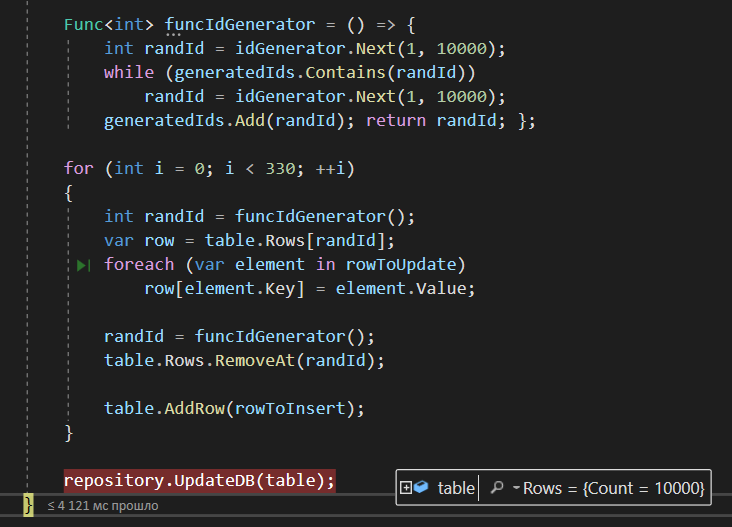 Func<int> funcIdGenerator = () => {
int randId = idGenerator.Next(1, 10000);
while (generatedIds.Contains(randId))
randId = idGenerator.Next(1, 10000);
generatedIds.Add(randId); return randId; };
for (int i = 0; i < 330; ++i)
{
int randId = funcIdGenerator();
var row = table.Rows[randId];
foreach (var element in rowToUpdate)
row[element.Key] = element.Value;
randId = funcIdGenerator();
table.Rows.RemoveAt(randId);
table.AddRow(rowToInsert);
}
repository.UpdateDB(table);
table Rows = {Count = 10000}
} ≤ 4 121 мс прошло